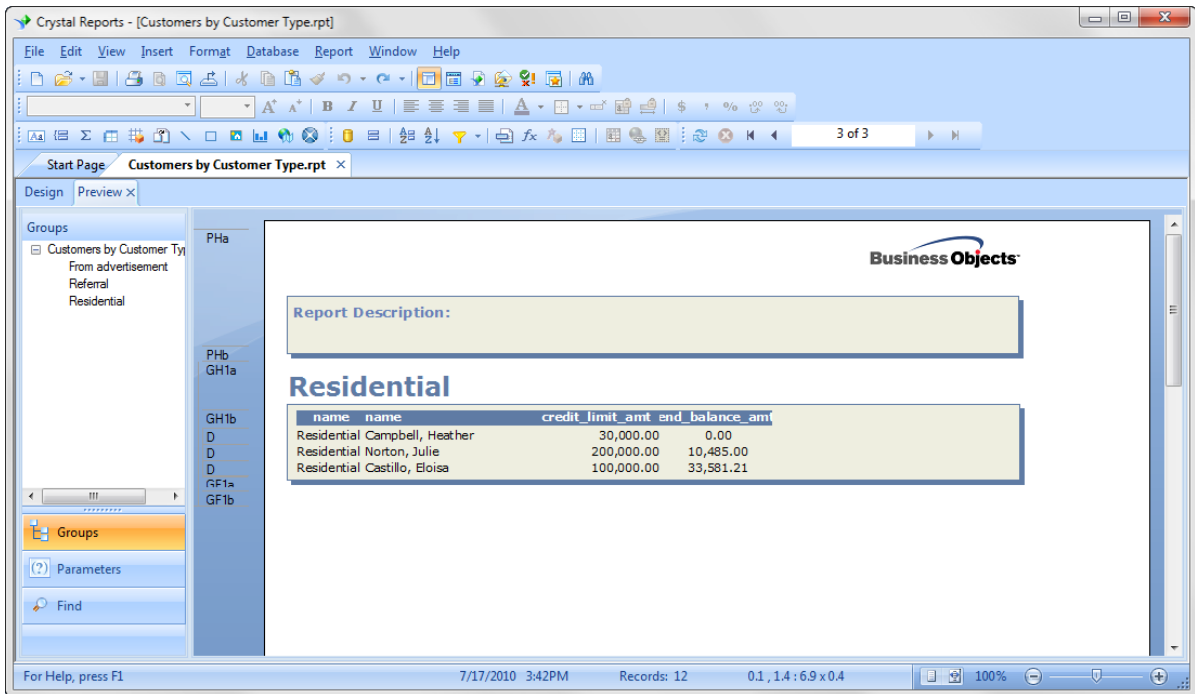 Crystal Reports - [Customers by Customer Type.rpt]
File Edit View Insert Format Database Report Window Help
B I U A $ , %
Aa Σ fx 3 of 3
Start Page Customers by Customer Type.rpt ×
Design Preview ×
Groups
Customers by Customer Ty
From advertisement
Referral
Residential
Groups
(?) Parameters
Find
PHa
Business Objects
Report Description:
PHb
GH1a
Residential
GH1b name name credit_limit_amt end_balance_amt
D Residential Campbell, Heather 30,000.00 0.00
D Residential Norton, Julie 200,000.00 10,485.00
D Residential Castillo, Eloisa 100,000.00 33,581.21
GF1a
GF1b
For Help, press F1 7/17/2010 3:42PM Records: 12 0.1 , 1.4 : 6.9 x 0.4 100%